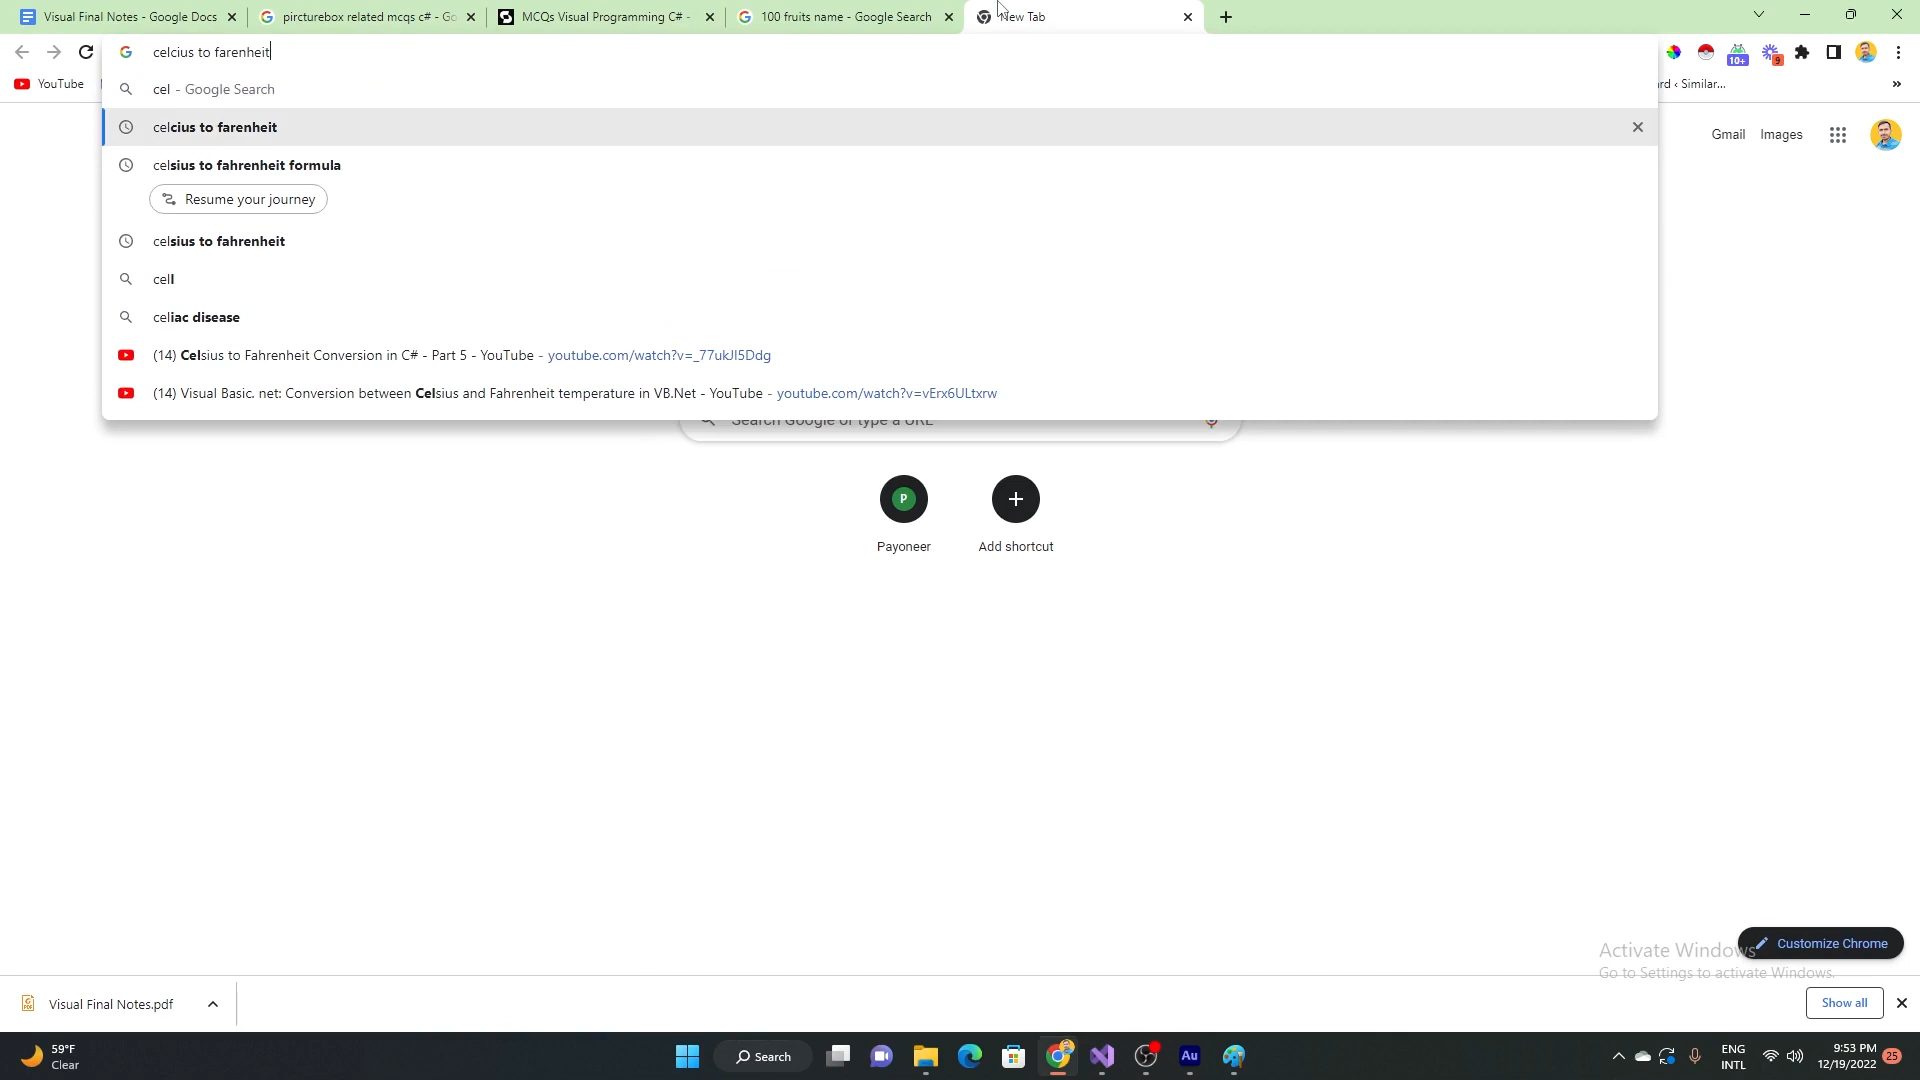 Visual Final Notes - Google Docs
pircturebox related mcqs c# - Go
MCQs Visual Programming C# -
100 fruits name - Google Search
New Tab
celcius to farenheit
10+
9
YouTube
rd ‹ Similar...
»
cel - Google Search
celcius to farenheit
Gmail
Images
celsius to fahrenheit formula
Resume your journey
celsius to fahrenheit
cell
celiac disease
(14) Celsius to Fahrenheit Conversion in C# - Part 5 - YouTube - youtube.com/watch?v=_77ukJI5Ddg
(14) Visual Basic. net: Conversion between Celsius and Fahrenheit temperature in VB.Net - YouTube - youtube.com/watch?v=vErx6ULtxrw
Search Google or type a URL
P
Payoneer
Add shortcut
Activate Windows
Go to Settings to activate Windows.
Customize Chrome
Visual Final Notes.pdf
Show all
59°F
Clear
Search
Au
ENG
INTL
9:53 PM
12/19/2022
25